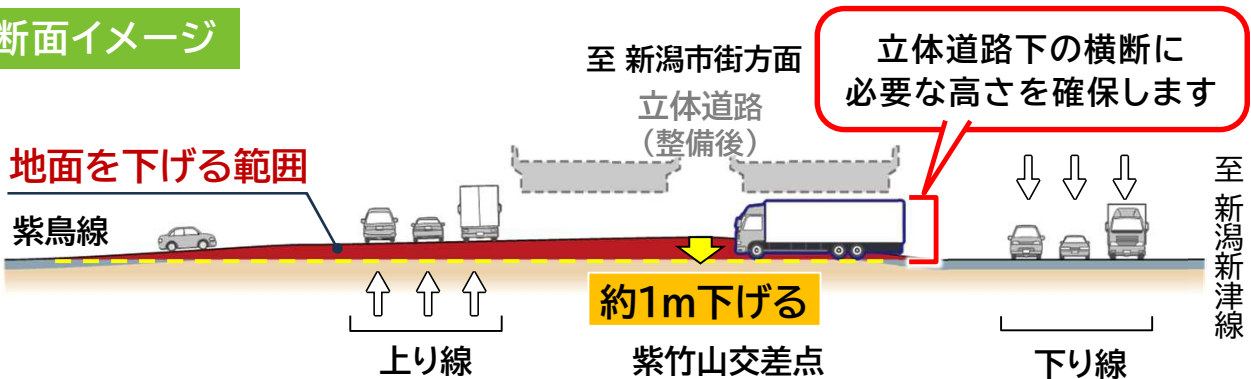 断面イメージ
至 新潟市街方面
立体道路
（整備後）
立体道路下の横断に
必要な高さを確保します
地面を下げる範囲
紫鳥線
至 新潟新津線
約1m下げる
上り線
紫竹山交差点
下り線